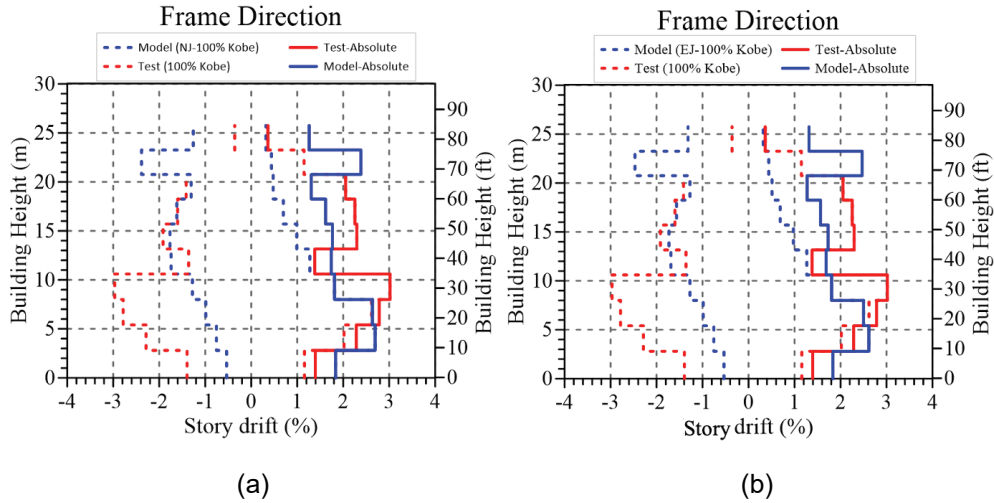 Frame Direction
Model (NJ-100% Kobe) Test-Absolute
Test (100% Kobe) Model-Absolute
30
25
20
15
10
5
0
Building Height (m)
90
80
70
60
50
40
30
20
10
0
Building Height (ft)
-4 -3 -2 -1 0 1 2 3 4
Story drift (%)
(a)
Frame Direction
Model (EJ-100% Kobe) Test-Absolute
Test (100% Kobe) Model-Absolute
30
25
20
15
10
5
0
Building Height (m)
90
80
70
60
50
40
30
20
10
0
Building Height (ft)
-4 -3 -2 -1 0 1 2 3 4
Story drift (%)
(b)